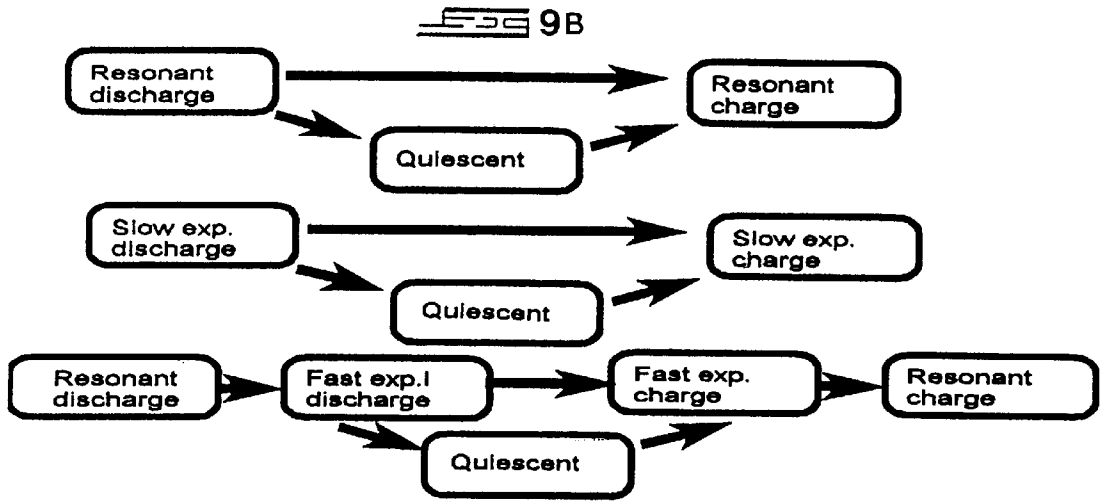 9B
Resonant
discharge
Resonant
charge
Quiescent
Slow exp.
discharge
Slow exp.
charge
Quiescent
Resonant
discharge
Fast exp.l
discharge
Fast exp.
charge
Resonant
charge
Quiescent